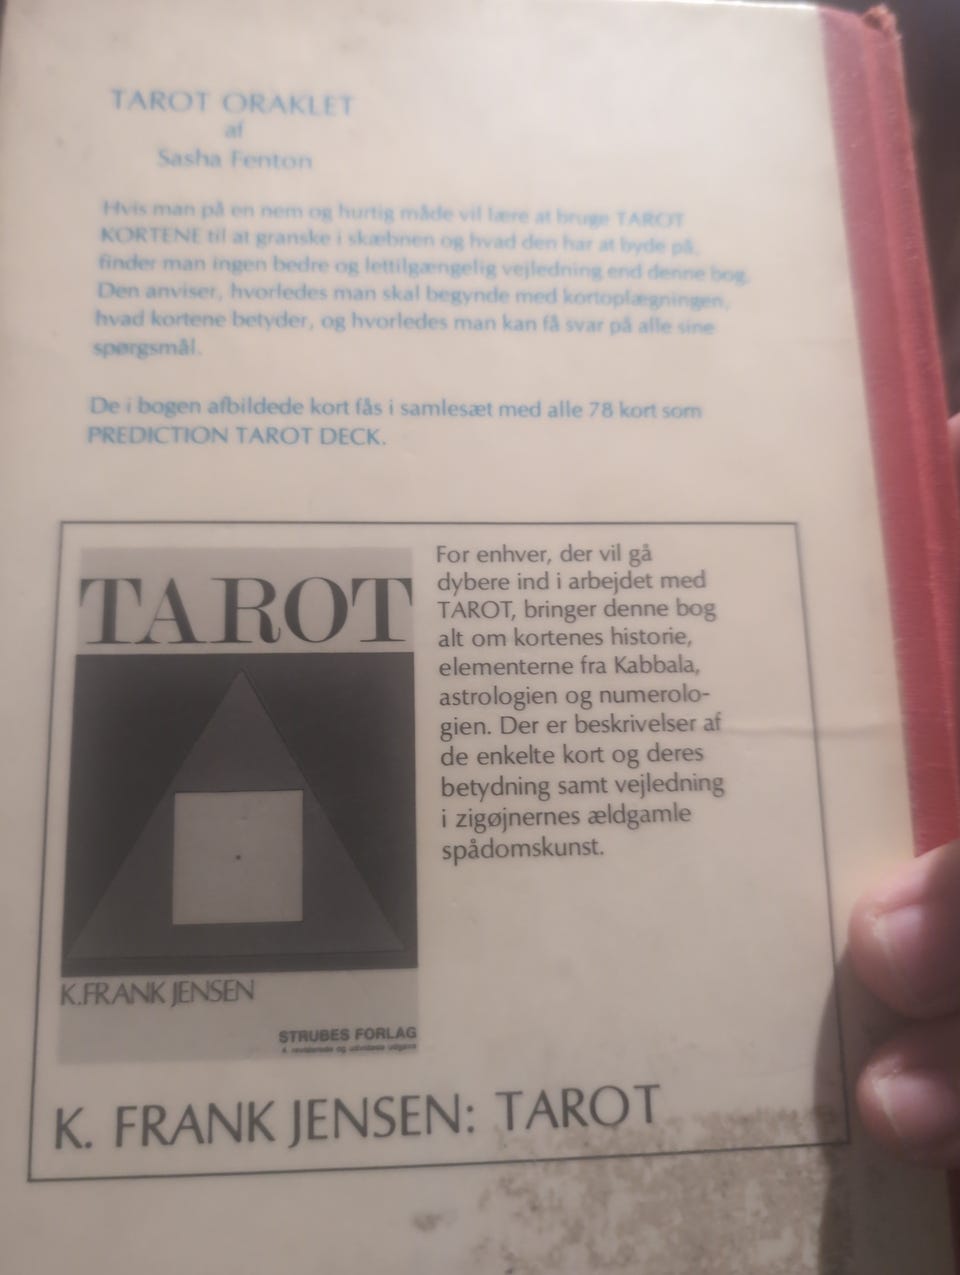 TAROT ORAKLET
af
Sasha Fenton
Hvis man på en nem og hurtig måde vil lære at bruge TAROT
KORTENE til at granske i skæbnen og hvad den har at byde på,
finder man ingen bedre og lettilgængelig vejledning end denne bog.
Den anviser, hvorledes man skal begynde med kortoplægningen,
hvad kortene betyder, og hvorledes man kan få svar på alle sine
spørgsmål.
De i bogen afbildede kort fås i samlesæt med alle 78 kort som
PREDICTION TAROT DECK.
TAROT
K.FRANK JENSEN
STRUBES FORLAG
4. reviderede og udvidede udgave
For enhver, der vil gå
dybere ind i arbejdet med
TAROT, bringer denne bog
alt om kortenes historie,
elementerne fra Kabbala,
astrologien og numerolo-
gien. Der er beskrivelser af
de enkelte kort og deres
betydning samt vejledning
i zigøjnernes ældgamle
spådomskunst.
K. FRANK JENSEN: TAROT